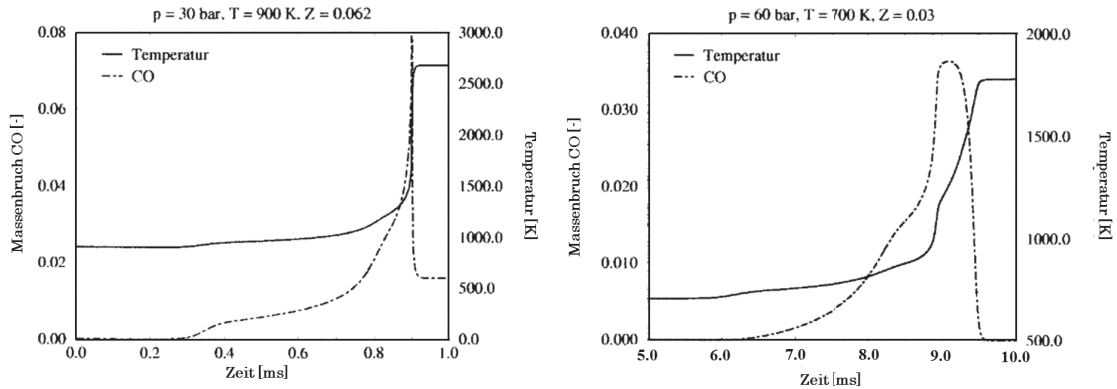 p = 30 bar, T = 900 K, Z = 0.062
0.08
0.06
0.04
0.02
0.00
Massenbruch CO [-]
Temperatur
CO
3000.0
2500.0
2000.0
1500.0
1000.0
500.0
0.0
Temperatur [K]
0.0 0.2 0.4 0.6 0.8 1.0
Zeit [ms]
p = 60 bar, T = 700 K, Z = 0.03
0.040
0.030
0.020
0.010
0.000
Massenbruch CO [-]
Temperatur
CO
2000.0
1500.0
1000.0
500.0
Temperatur [K]
5.0 6.0 7.0 8.0 9.0 10.0
Zeit [ms]